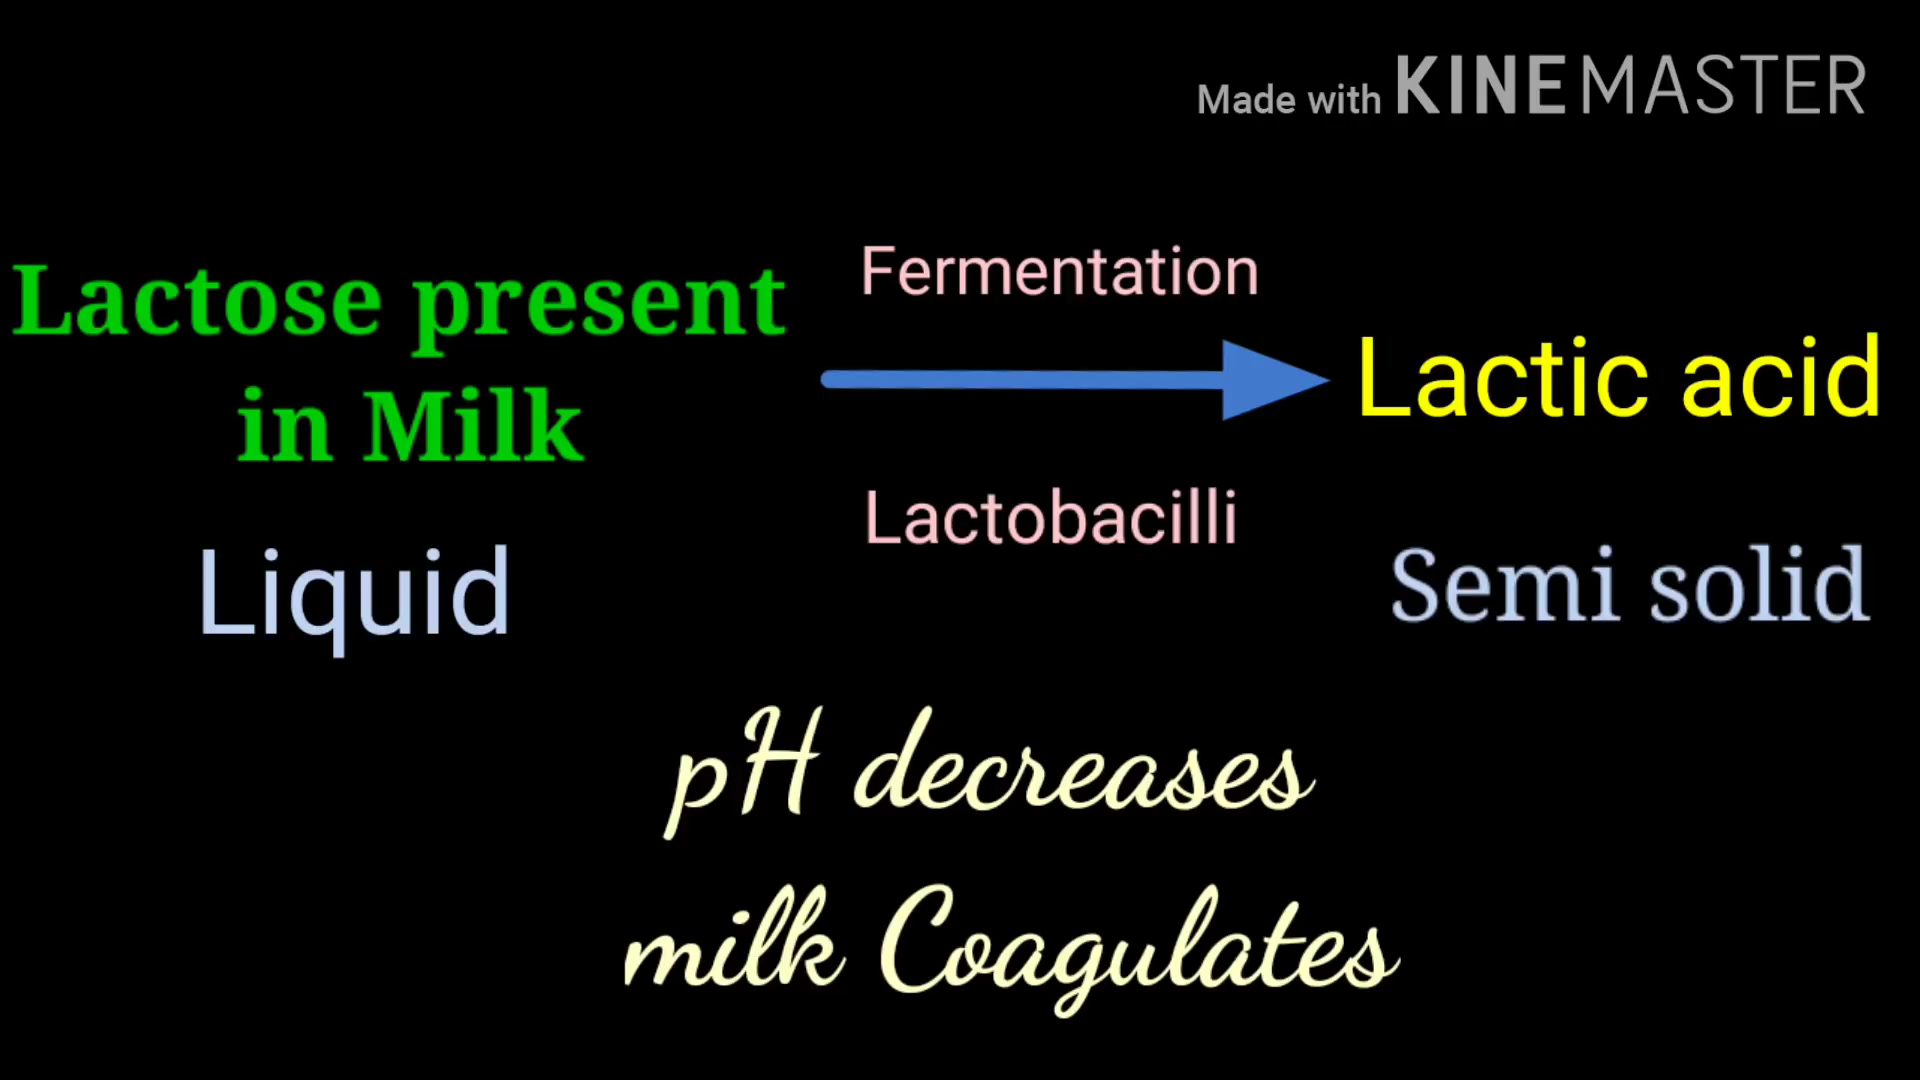 Made with KINEMASTER
Fermentation
Lactose present
in Milk
Lactic acid
Lactobacilli
Liquid
Semi solid
pH decreases
milk Coagulates